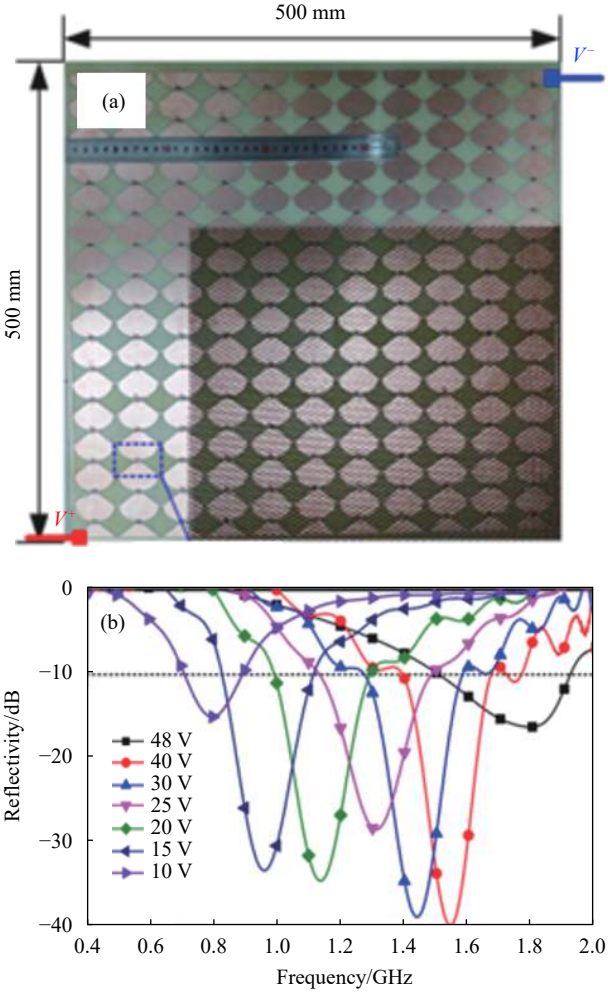 500 mm
V−
(a)
500 mm
V+
(b)
0
−10
−20
−30
−40
Reflectivity/dB
48 V
40 V
30 V
25 V
20 V
15 V
10 V
0.4 0.6 0.8 1.0 1.2 1.4 1.6 1.8 2.0
Frequency/GHz